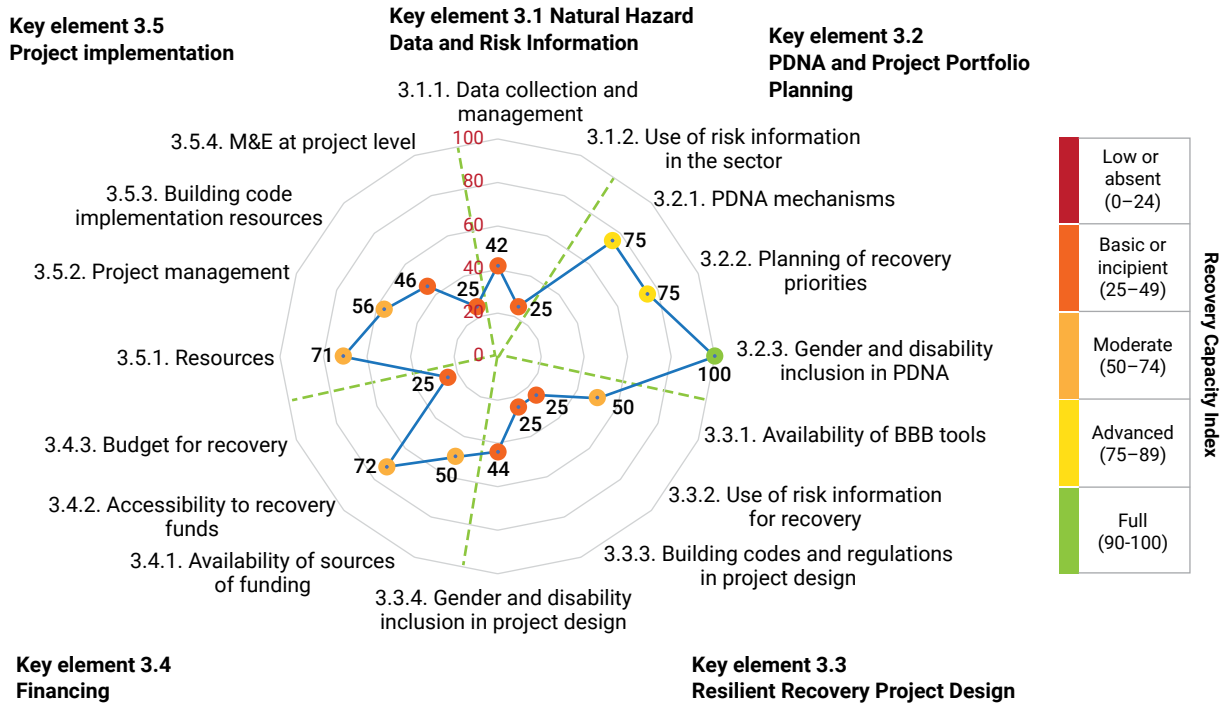 Key element 3.5
Project implementation
Key element 3.1 Natural Hazard
Data and Risk Information
Key element 3.2
PDNA and Project Portfolio
Planning
3.1.1. Data collection and
management
3.1.2. Use of risk information
in the sector
3.2.1. PDNA mechanisms
3.2.2. Planning of recovery
priorities
3.2.3. Gender and disability
inclusion in PDNA
3.3.1. Availability of BBB tools
3.3.2. Use of risk information
for recovery
3.3.3. Building codes and regulations
in project design
3.3.4. Gender and disability
inclusion in project design
3.4.1. Availability of sources
of funding
3.4.2. Accessibility to recovery
funds
3.4.3. Budget for recovery
3.5.1. Resources
3.5.2. Project management
3.5.3. Building code
implementation resources
3.5.4. M&E at project level
100
80
60
40
20
0
42
25
75
75
100
50
25
25
44
50
72
25
71
56
46
25
Low or
absent
(0–24)
Basic or
incipient
(25–49)
Moderate
(50–74)
Advanced
(75–89)
Full
(90-100)
Recovery Capacity Index
Key element 3.4
Financing
Key element 3.3
Resilient Recovery Project Design